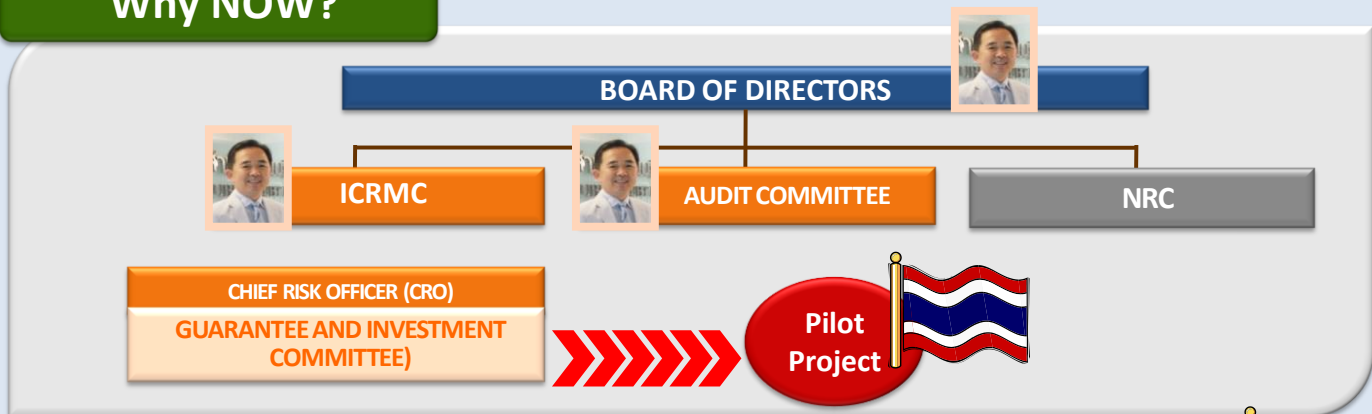 Why NOW?
BOARD OF DIRECTORS
ICRMC
AUDIT COMMITTEE
NRC
CHIEF RISK OFFICER (CRO)
GUARANTEE AND INVESTMENT
COMMITTEE)
Pilot
Project